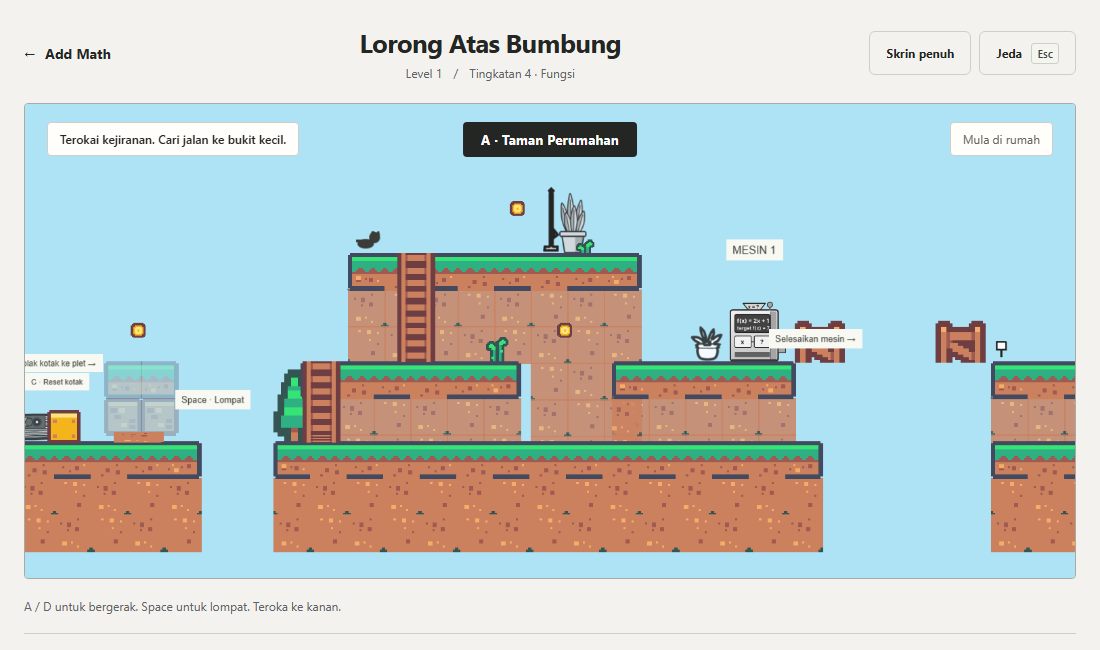 ← Add Math
Lorong Atas Bumbung
Level 1 / Tingkatan 4 · Fungsi
Skrin penuh
Jeda Esc
Terokai kejiranan. Cari jalan ke bukit kecil.
A · Taman Perumahan
Mula di rumah
MESIN 1
f(x) = 2x + 1
target f(x) = 7
x ?
Selesaikan mesin →
kotak ke plet →
C · Reset kotak
Space · Lompat
A / D untuk bergerak. Space untuk lompat. Teroka ke kanan.